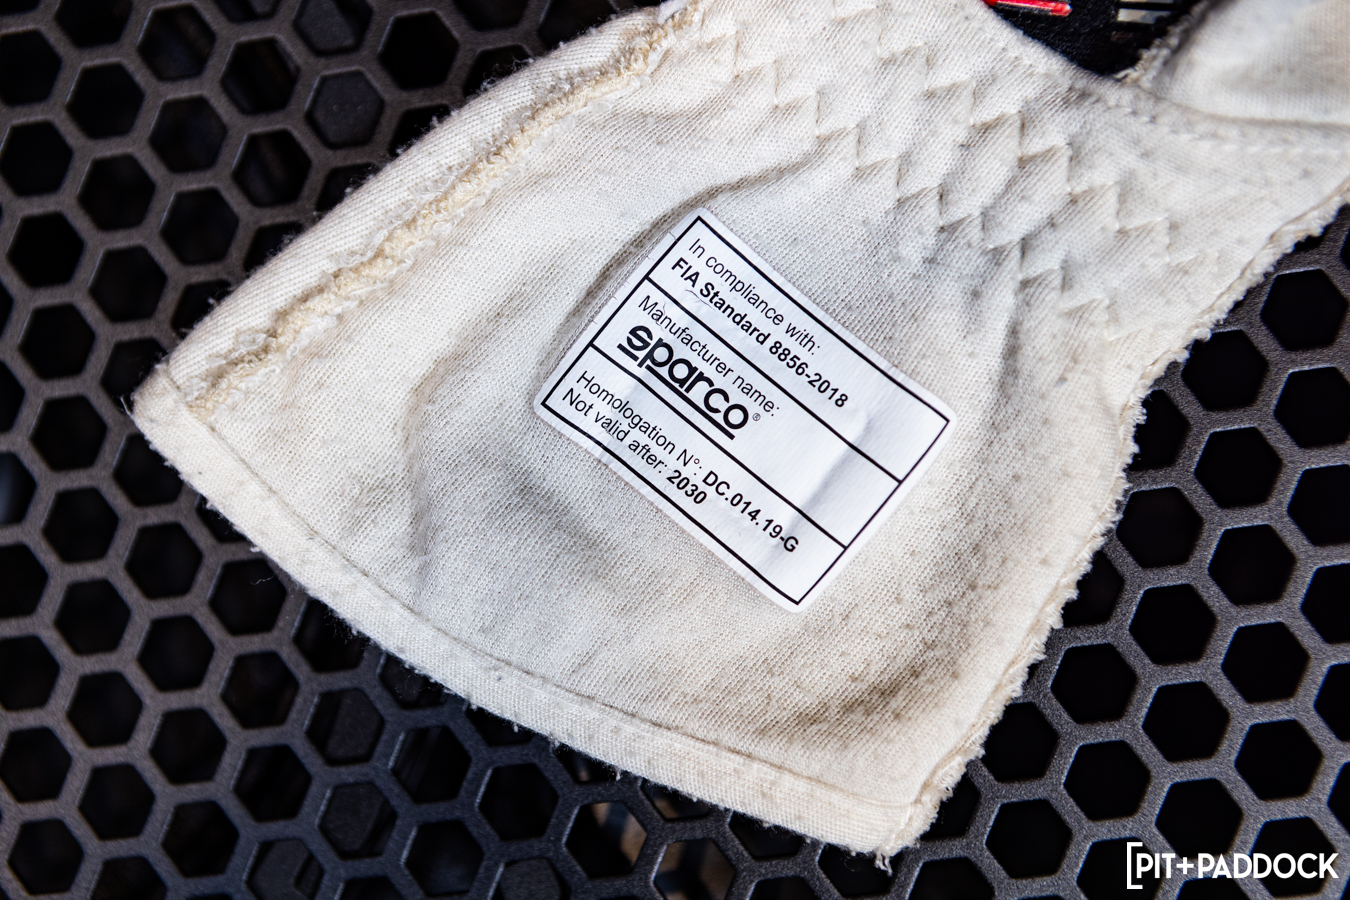 In compliance with:
FIA Standard 8856-2018
Manufacturer name:
sparco®
Homologation N°: DC.014.19-G
Not valid after: 2030
[PIT+PADDOCK